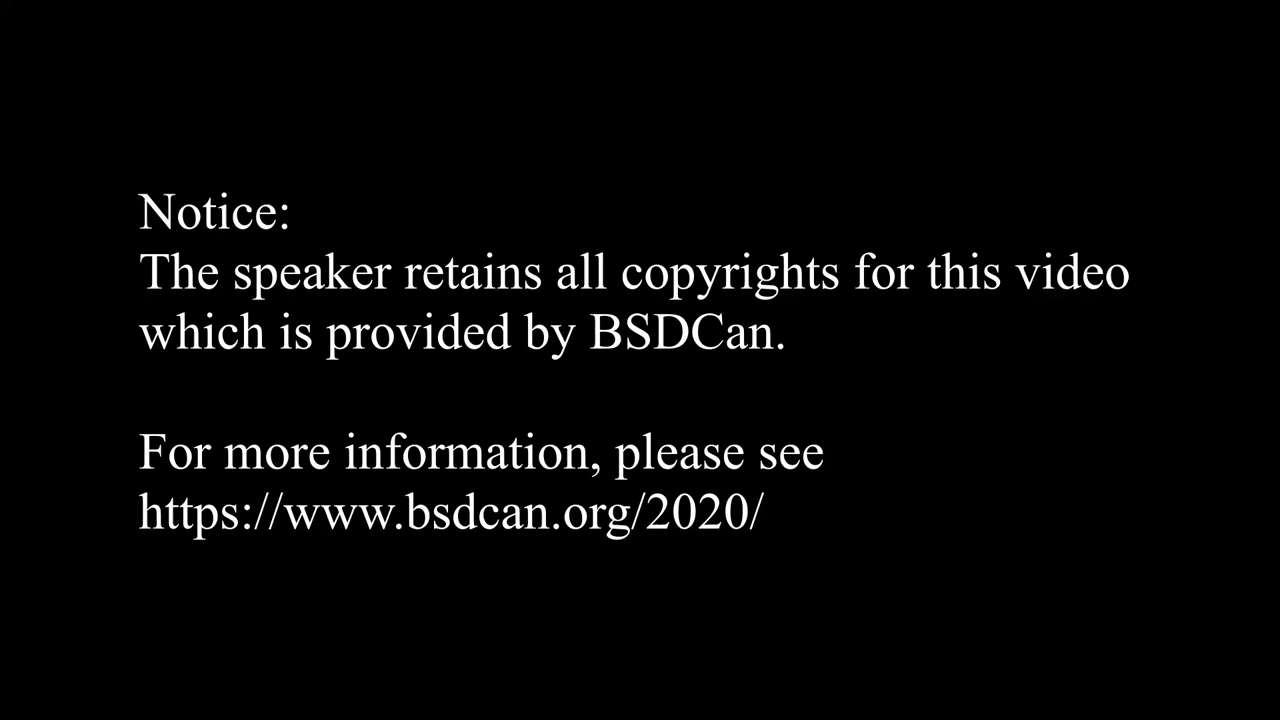 Notice:
The speaker retains all copyrights for this video
which is provided by BSDCan.
For more information, please see
https://www.bsdcan.org/2020/